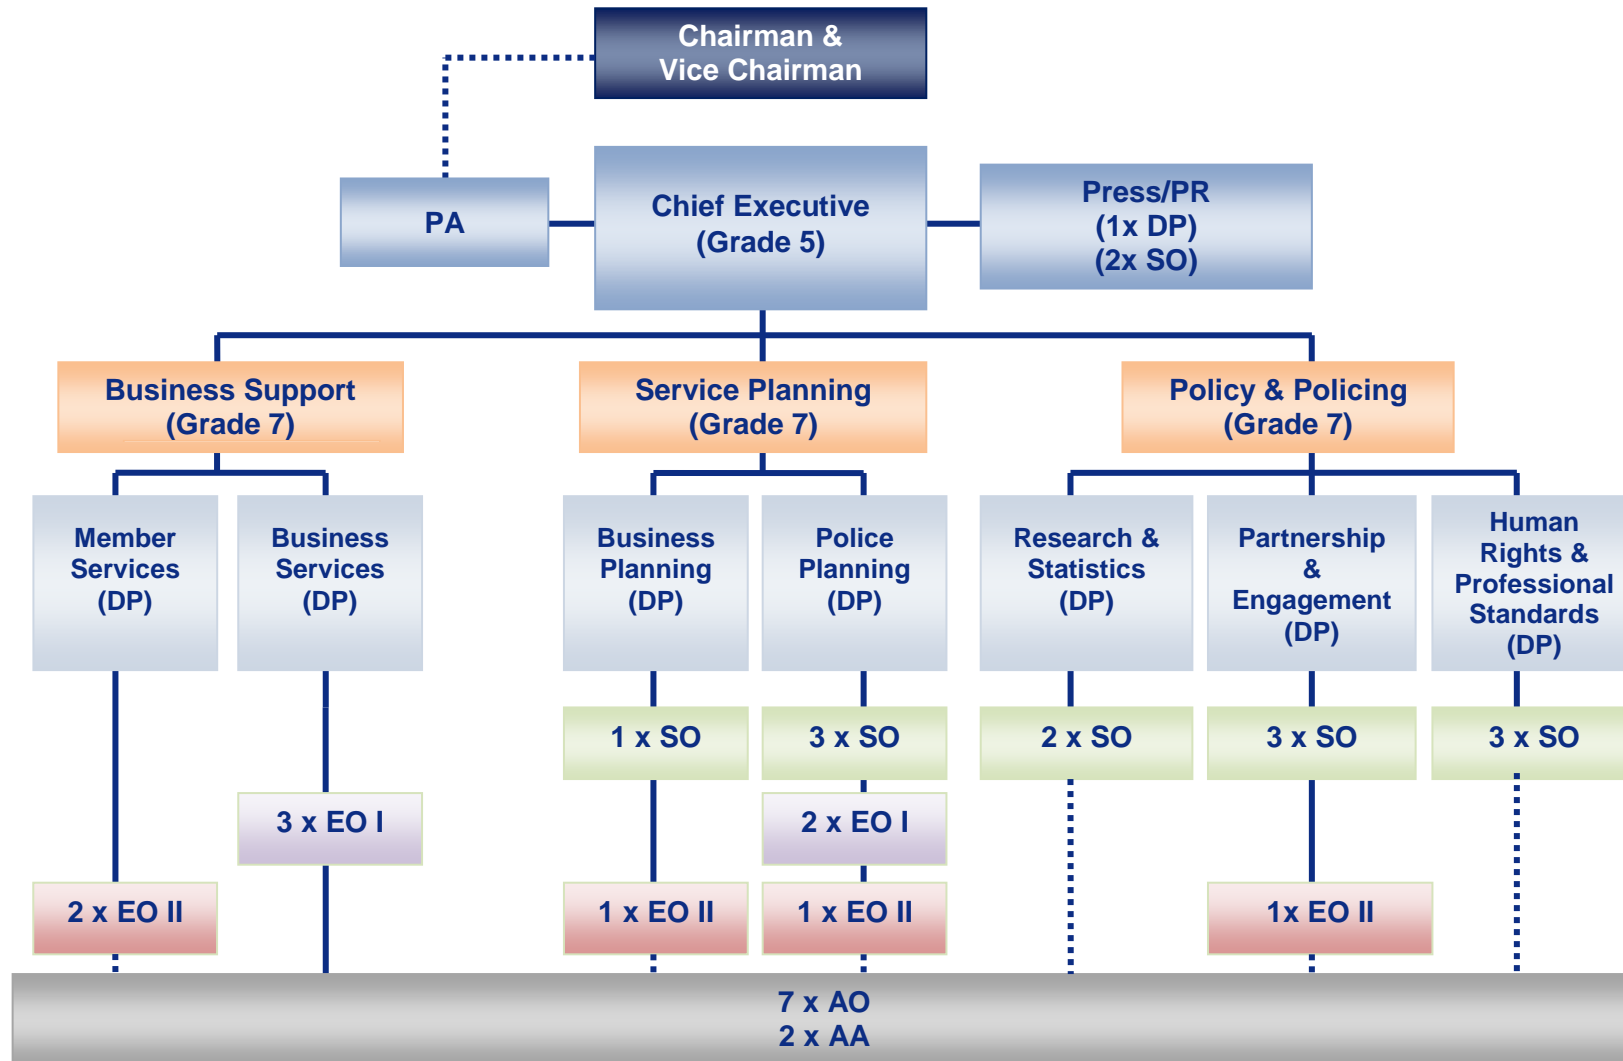 Chairman &
Vice Chairman
PA
Chief Executive
(Grade 5)
Press/PR
(1x DP)
(2x SO)
Business Support
(Grade 7)
Service Planning
(Grade 7)
Policy & Policing
(Grade 7)
Member
Services
(DP)
Business
Services
(DP)
Business
Planning
(DP)
Police
Planning
(DP)
Research &
Statistics
(DP)
Partnership
&
Engagement
(DP)
Human
Rights &
Professional
Standards
(DP)
1 x SO
3 x SO
2 x SO
3 x SO
3 x SO
3 x EO I
2 x EO I
2 x EO II
1 x EO II
1 x EO II
1x EO II
7 x AO
2 x AA